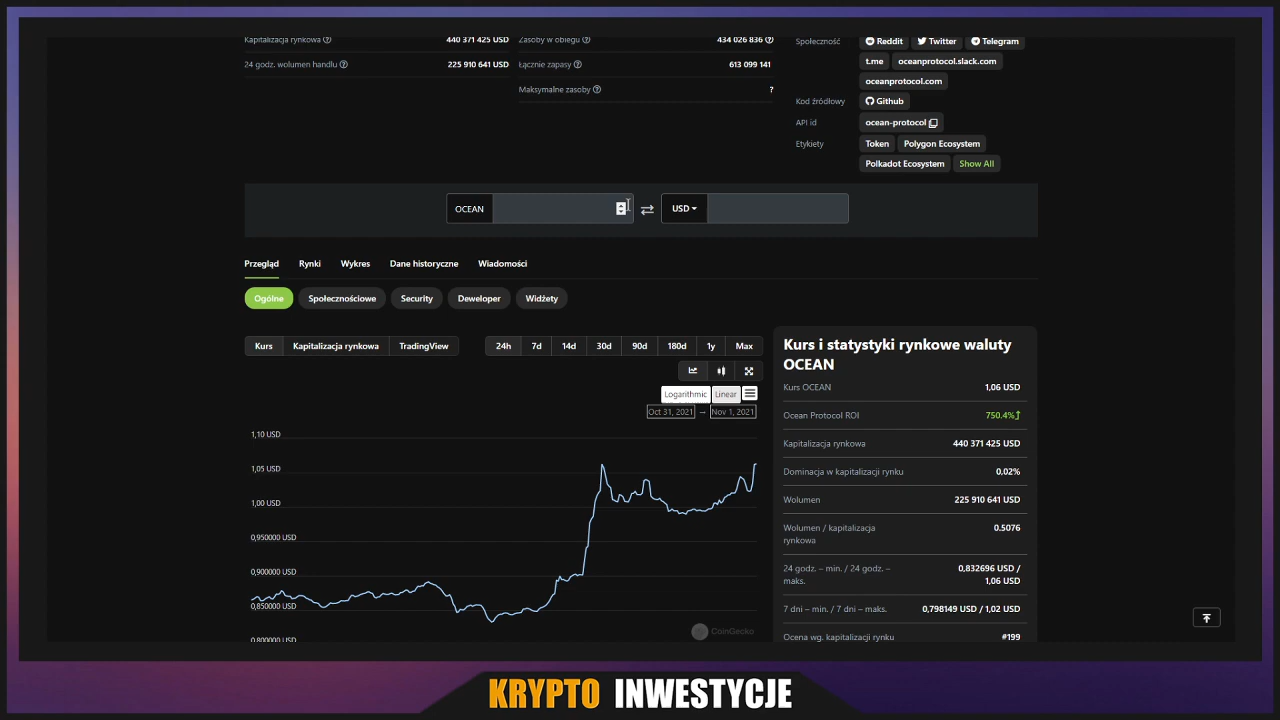 Kapitalizacja rynkowa 440 371 425 USD
24 godz. wolumen handlu 225 910 641 USD
Zasoby w obiegu 434 026 836
Łącznie zapasy 613 099 141
Maksymalne zasoby ?
Społeczność Reddit Twitter Telegram
t.me oceanprotocol.slack.com
oceanprotocol.com
Kod źródłowy Github
API id ocean-protocol
Etykiety Token Polygon Ecosystem
Polkadot Ecosystem Show All
OCEAN USD
Przegląd Rynki Wykres Dane historyczne Wiadomości
Ogólne Społecznościowe Security Deweloper Widżety
Kurs Kapitalizacja rynkowa TradingView 24h 7d 14d 30d 90d 180d 1y Max
Logarithmic Linear
Oct 31, 2021 → Nov 1, 2021
1,10 USD
1,05 USD
1,00 USD
0,950000 USD
0,900000 USD
0,850000 USD
0,800000 USD
CoinGecko
Kurs i statystyki rynkowe waluty
OCEAN
Kurs OCEAN 1,06 USD
Ocean Protocol ROI 750.4%
Kapitalizacja rynkowa 440 371 425 USD
Dominacja w kapitalizacji rynku 0,02%
Wolumen 225 910 641 USD
Wolumen / kapitalizacja 0.5076
rynkowa
24 godz. – min. / 24 godz. – 0,832696 USD /
maks. 1,06 USD
7 dni – min. / 7 dni – maks. 0,798149 USD / 1,02 USD
Ocena wg. kapitalizacji rynku #199
KRYPTO INWESTYCJE